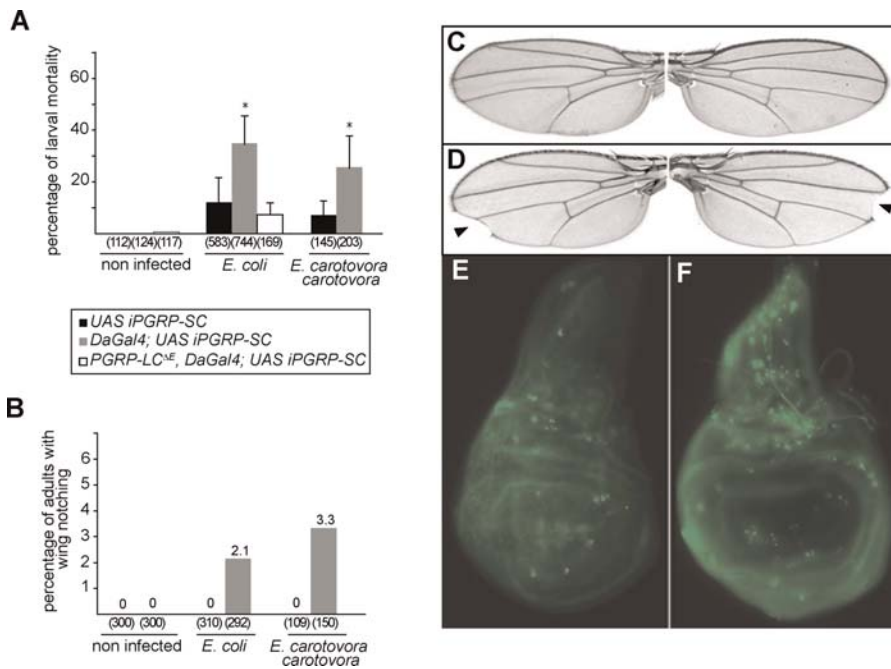 A
percentage of larval mortality
60
40
20
*
*
(112)(124)(117)
(583)(744)(169)
(145)(203)
non infected
E. coli
E. carotovora
carotovora
UAS iPGRP-SC
DaGal4; UAS iPGRP-SC
PGRP-LCΔE, DaGal4; UAS iPGRP-SC
B
percentage of adults with
wing notching
6
5
4
3
2
1
0
0
0
2.1
0
3.3
(300) (300)
(310) (292)
(109) (150)
non infected
E. coli
E. carotovora
carotovora
C
D
E
F